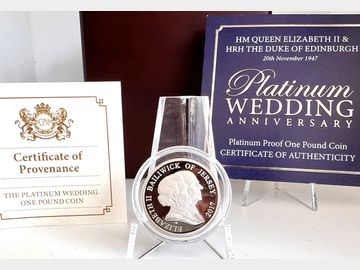 HM QUEEN ELIZABETH II &
HRH THE DUKE OF EDINBURGH
20th November 1947
Platinum
WEDDING
ANNIVERSARY
Platinum Proof One Pound Coin
CERTIFICATE OF AUTHENTICITY
CPM
Certificate of
Provenance
THE PLATINUM WEDDING
ONE POUND COIN
ELIZABETH II BAILIWICK OF JERSEY 2017